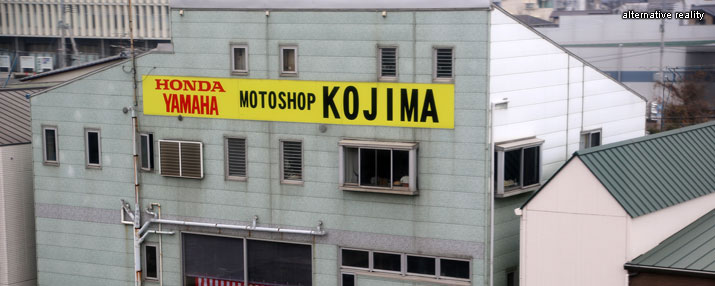 alternative reality
HONDA
YAMAHA
MOTOSHOP KOJIMA